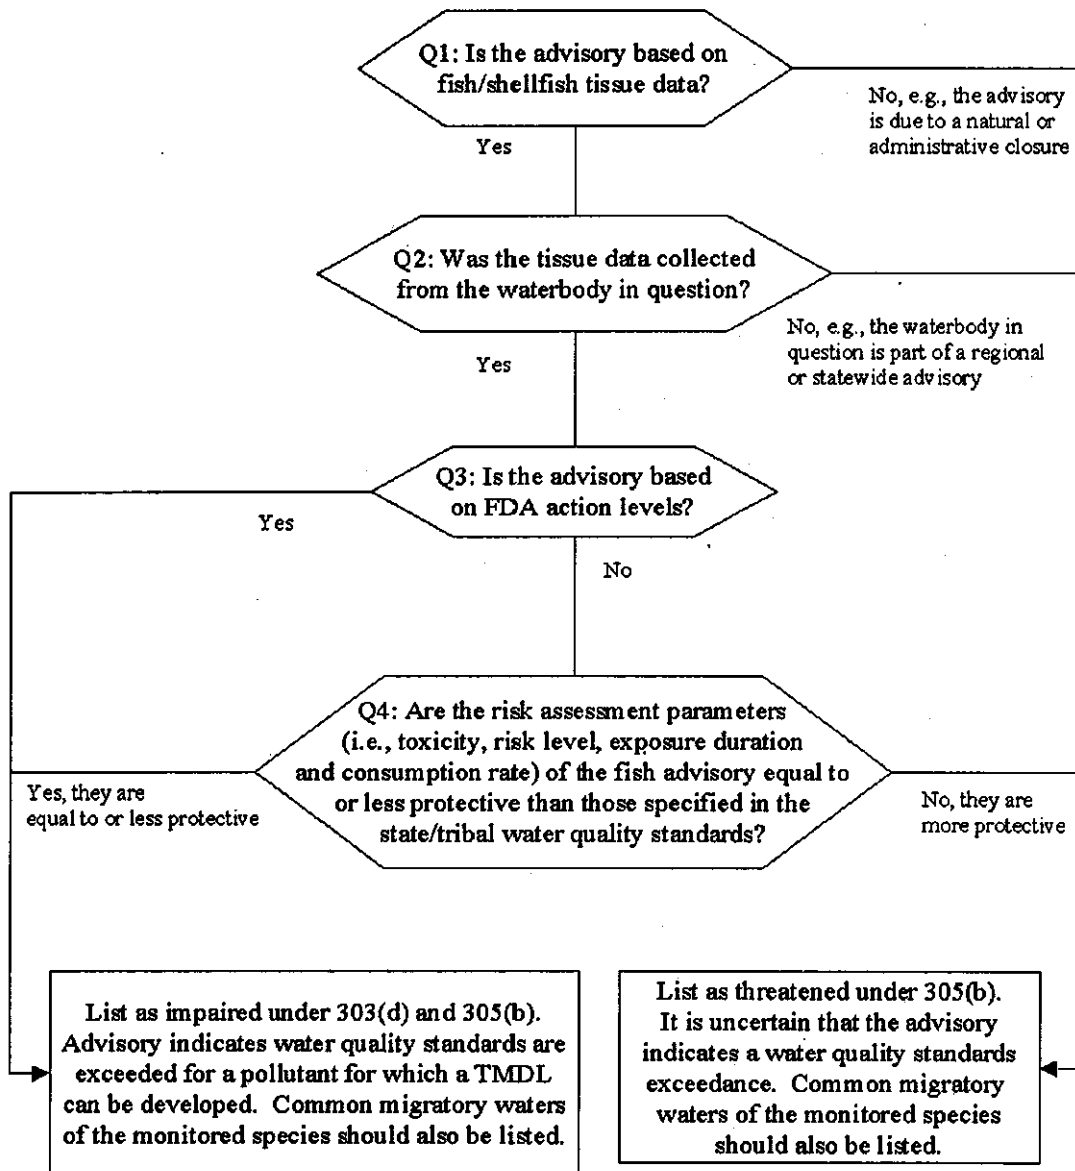 Q1: Is the advisory based on
fish/shellfish tissue data?
No, e.g., the advisory
is due to a natural or
administrative closure
Yes
Q2: Was the tissue data collected
from the waterbody in question?
No, e.g., the waterbody in
question is part of a regional
or statewide advisory
Yes
Q3: Is the advisory based
on FDA action levels?
Yes
No
Q4: Are the risk assessment parameters
(i.e., toxicity, risk level, exposure duration
and consumption rate) of the fish advisory equal to
or less protective than those specified in the
state/tribal water quality standards?
Yes, they are
equal to or less protective
No, they are
more protective
List as impaired under 303(d) and 305(b).
Advisory indicates water quality standards are
exceeded for a pollutant for which a TMDL
can be developed. Common migratory waters
of the monitored species should also be listed.
List as threatened under 305(b).
It is uncertain that the advisory
indicates a water quality standards
exceedance. Common migratory
waters of the monitored species
should also be listed.